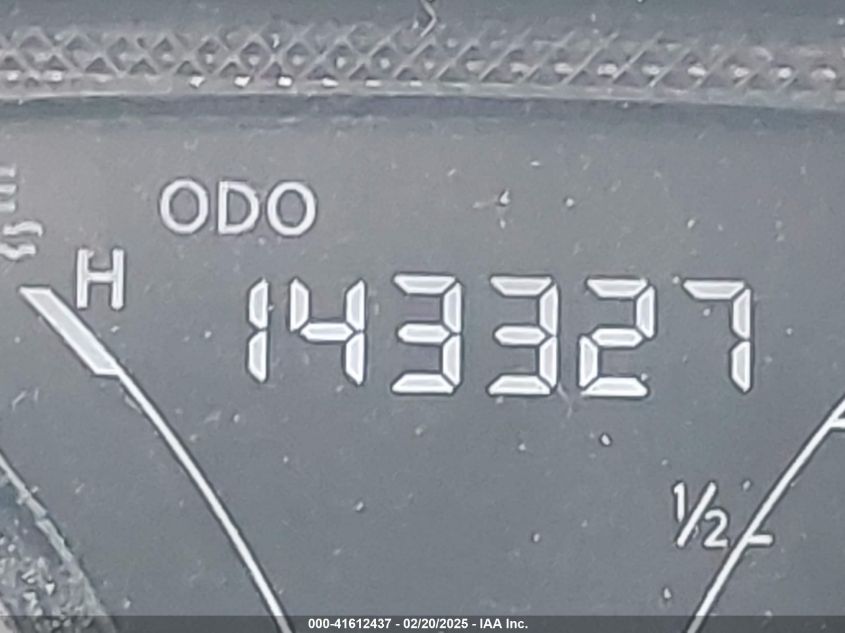 ODO
H
143327
1/2
000-41612437 - 02/20/2025 - IAA Inc.